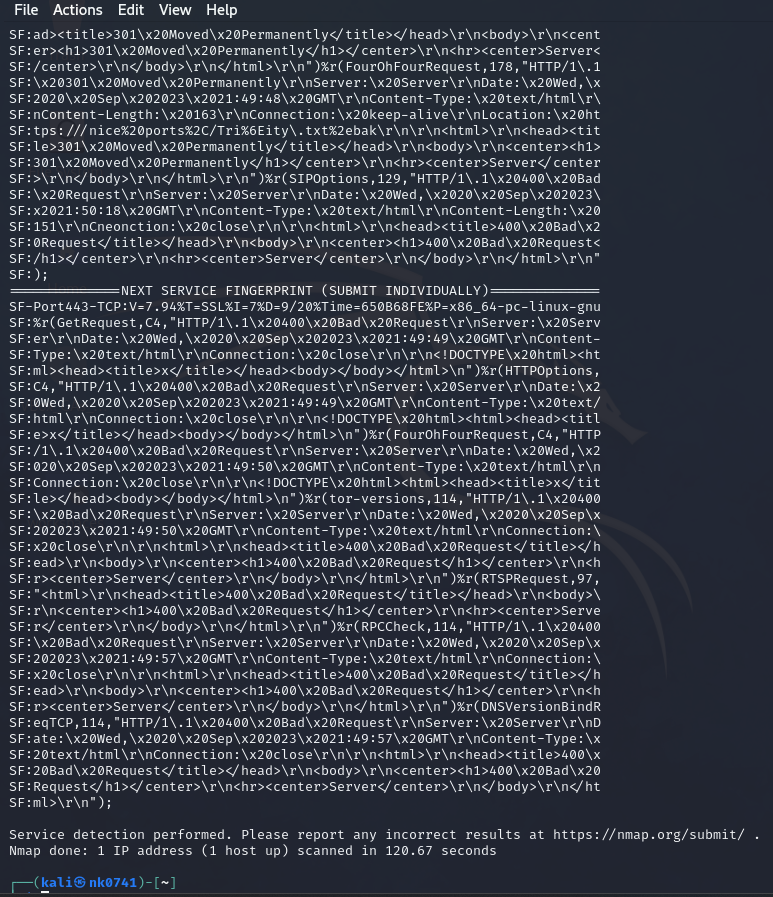 File Actions Edit View Help
SF:ad><title>301\x20Moved\x20Permanently</title></head>\r\n<body>\r\n<cent
SF:er><h1>301\x20Moved\x20Permanently</h1></center>\r\n<hr><center>Server<
SF:/center>\r\n</body>\r\n</html>\r\n")%r(FourOhFourRequest,178,"HTTP/1\.1
SF:\x20301\x20Moved\x20Permanently\r\nServer:\x20Server\r\nDate:\x20Wed,\x
SF:2020\x20Sep\x202023\x2021:49:48\x20GMT\r\nContent-Type:\x20text/html\r\
SF:nContent-Length:\x20163\r\nConnection:\x20keep-alive\r\nLocation:\x20ht
SF:tps:///nice%20ports%2C/Tri%6Eity\.txt%2ebak\r\n\r\n<html>\r\n<head><tit
SF:le>301\x20Moved\x20Permanently</title></head>\r\n<body>\r\n<center><h1>
SF:301\x20Moved\x20Permanently</h1></center>\r\n<hr><center>Server</center
SF:>\r\n</body>\r\n</html>\r\n")%r(SIPOptions,129,"HTTP/1\.1\x20400\x20Bad
SF:\x20Request\r\nServer:\x20Server\r\nDate:\x20Wed,\x2020\x20Sep\x202023\
SF:x2021:50:18\x20GMT\r\nContent-Type:\x20text/html\r\nContent-Length:\x20
SF:151\r\nCneonction:\x20close\r\n\r\n<html>\r\n<head><title>400\x20Bad\x2
SF:0Request</title></head>\r\n<body>\r\n<center><h1>400\x20Bad\x20Request<
SF:/h1></center>\r\n<hr><center>Server</center>\r\n</body>\r\n</html>\r\n"
SF:);
==============NEXT SERVICE FINGERPRINT (SUBMIT INDIVIDUALLY)==============
SF-Port443-TCP:V=7.94%T=SSL%I=7%D=9/20%Time=650B68FE%P=x86_64-pc-linux-gnu
SF:%r(GetRequest,C4,"HTTP/1\.1\x20400\x20Bad\x20Request\r\nServer:\x20Serv
SF:er\r\nDate:\x20Wed,\x2020\x20Sep\x202023\x2021:49:49\x20GMT\r\nContent-
SF:Type:\x20text/html\r\nConnection:\x20close\r\n\r\n<!DOCTYPE\x20html><ht
SF:ml><head><title>x</title></head><body></body></html>\n")%r(HTTPOptions,
SF:C4,"HTTP/1\.1\x20400\x20Bad\x20Request\r\nServer:\x20Server\r\nDate:\x2
SF:0Wed,\x2020\x20Sep\x202023\x2021:49:49\x20GMT\r\nContent-Type:\x20text/
SF:html\r\nConnection:\x20close\r\n\r\n<!DOCTYPE\x20html><html><head><titl
SF:e>x</title></head><body></body></html>\n")%r(FourOhFourRequest,C4,"HTTP
SF:/1\.1\x20400\x20Bad\x20Request\r\nServer:\x20Server\r\nDate:\x20Wed,\x2
SF:020\x20Sep\x202023\x2021:49:50\x20GMT\r\nContent-Type:\x20text/html\r\n
SF:Connection:\x20close\r\n\r\n<!DOCTYPE\x20html><html><head><title>x</tit
SF:le></head><body></body></html>\n")%r(tor-versions,114,"HTTP/1\.1\x20400
SF:\x20Bad\x20Request\r\nServer:\x20Server\r\nDate:\x20Wed,\x2020\x20Sep\x
SF:202023\x2021:49:50\x20GMT\r\nContent-Type:\x20text/html\r\nConnection:\
SF:x20close\r\n\r\n<html>\r\n<head><title>400\x20Bad\x20Request</title></h
SF:ead>\r\n<body>\r\n<center><h1>400\x20Bad\x20Request</h1></center>\r\n<h
SF:r><center>Server</center>\r\n</body>\r\n</html>\r\n")%r(RTSPRequest,97,
SF:"<html>\r\n<head><title>400\x20Bad\x20Request</title></head>\r\n<body>\
SF:r\n<center><h1>400\x20Bad\x20Request</h1></center>\r\n<hr><center>Serve
SF:r</center>\r\n</body>\r\n</html>\r\n")%r(RPCCheck,114,"HTTP/1\.1\x20400
SF:\x20Bad\x20Request\r\nServer:\x20Server\r\nDate:\x20Wed,\x2020\x20Sep\x
SF:202023\x2021:49:57\x20GMT\r\nContent-Type:\x20text/html\r\nConnection:\
SF:x20close\r\n\r\n<html>\r\n<head><title>400\x20Bad\x20Request</title></h
SF:ead>\r\n<body>\r\n<center><h1>400\x20Bad\x20Request</h1></center>\r\n<h
SF:r><center>Server</center>\r\n</body>\r\n</html>\r\n")%r(DNSVersionBindR
SF:eqTCP,114,"HTTP/1\.1\x20400\x20Bad\x20Request\r\nServer:\x20Server\r\nD
SF:ate:\x20Wed,\x2020\x20Sep\x202023\x2021:49:57\x20GMT\r\nContent-Type:\x
SF:20text/html\r\nConnection:\x20close\r\n\r\n<html>\r\n<head><title>400\x
SF:20Bad\x20Request</title></head>\r\n<body>\r\n<center><h1>400\x20Bad\x20
SF:Request</h1></center>\r\n<hr><center>Server</center>\r\n</body>\r\n</ht
SF:ml>\r\n");
Service detection performed. Please report any incorrect results at https://nmap.org/submit/ .
Nmap done: 1 IP address (1 host up) scanned in 120.67 seconds
┌──(kali㉿nk0741)-[~]